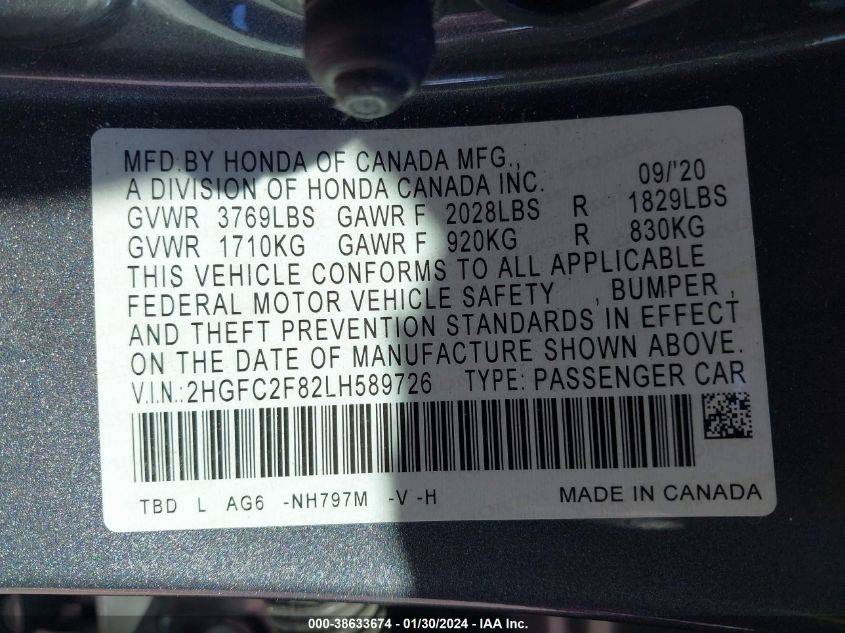 MFD.BY HONDA OF CANADA MFG., 09/'20
A DIVISION OF HONDA CANADA INC.
GVWR 3769LBS GAWR F 2028LBS R 1829LBS
GVWR 1710KG GAWR F 920KG R 830KG
THIS VEHICLE CONFORMS TO ALL APPLICABLE
FEDERAL MOTOR VEHICLE SAFETY , BUMPER ,
AND THEFT PREVENTION STANDARDS IN EFFECT
ON THE DATE OF MANUFACTURE SHOWN ABOVE.
V.I.N.:2HGFC2F82LH589726 TYPE: PASSENGER CAR
TBD L AG6 -NH797M -V -H MADE IN CANADA
000-38633674 - 01/30/2024 - IAA Inc.